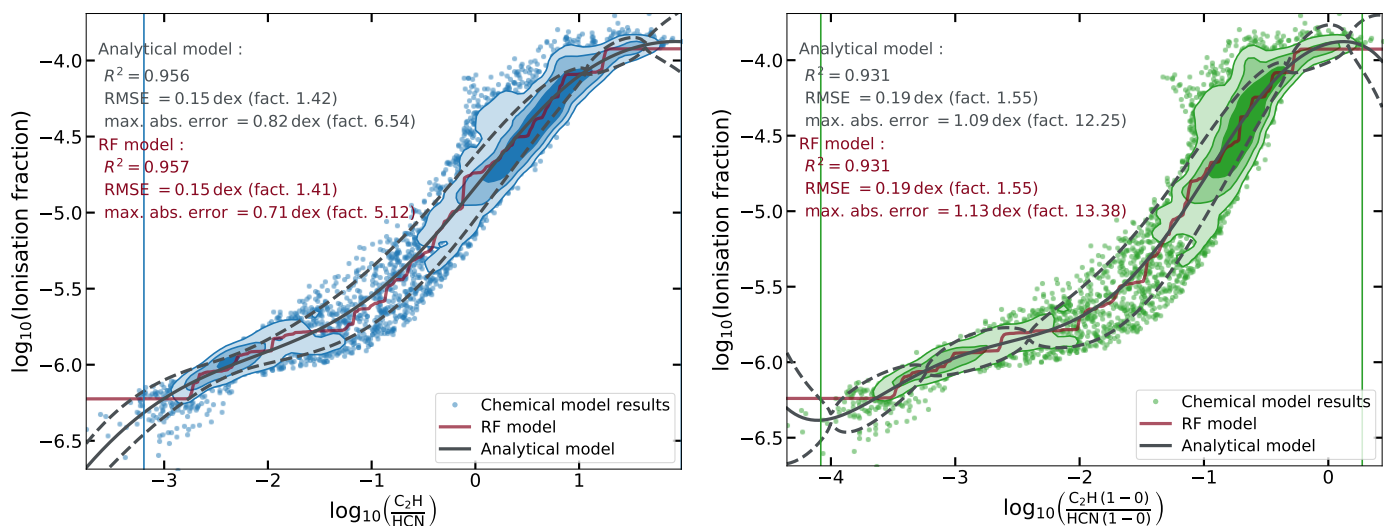 Analytical model :
R² = 0.956
RMSE = 0.15 dex (fact. 1.42)
max. abs. error = 0.82 dex (fact. 6.54)
RF model :
R² = 0.957
RMSE = 0.15 dex (fact. 1.41)
max. abs. error = 0.71 dex (fact. 5.12)
log₁₀(Ionisation fraction)
−4.0
−4.5
−5.0
−5.5
−6.0
−6.5
Chemical model results
RF model
Analytical model
−3 −2 −1 0 1
log₁₀(C₂H/HCN)
Analytical model :
R² = 0.931
RMSE = 0.19 dex (fact. 1.55)
max. abs. error = 1.09 dex (fact. 12.25)
RF model :
R² = 0.931
RMSE = 0.19 dex (fact. 1.55)
max. abs. error = 1.13 dex (fact. 13.38)
log₁₀(Ionisation fraction)
−4.0
−4.5
−5.0
−5.5
−6.0
−6.5
Chemical model results
RF model
Analytical model
−4 −3 −2 −1 0
log₁₀(C₂H (1 − 0)/HCN (1 − 0))